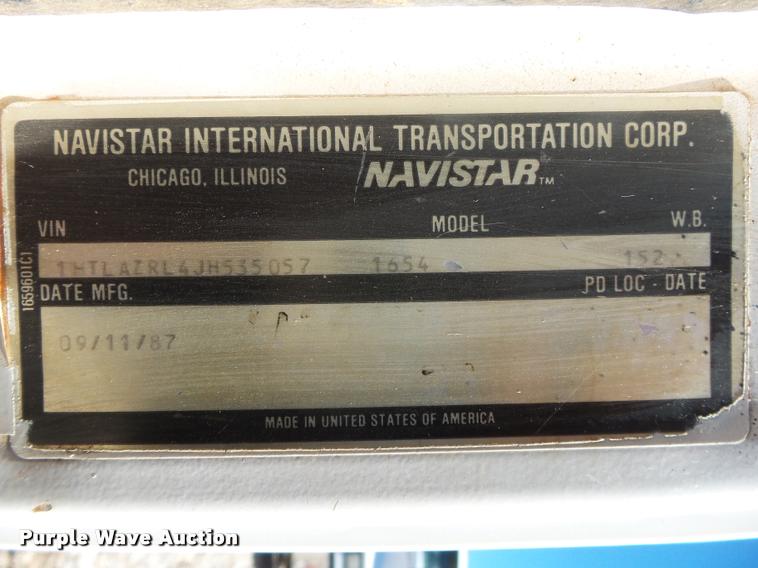 NAVISTAR INTERNATIONAL TRANSPORTATION CORP.
CHICAGO, ILLINOIS NAVISTAR™
VIN MODEL W.B.
1HTLAZRL4JH535057 1654 152
DATE MFG. PD LOC - DATE
09/11/87
MADE IN UNITED STATES OF AMERICA
1659601C1
Purple Wave Auction